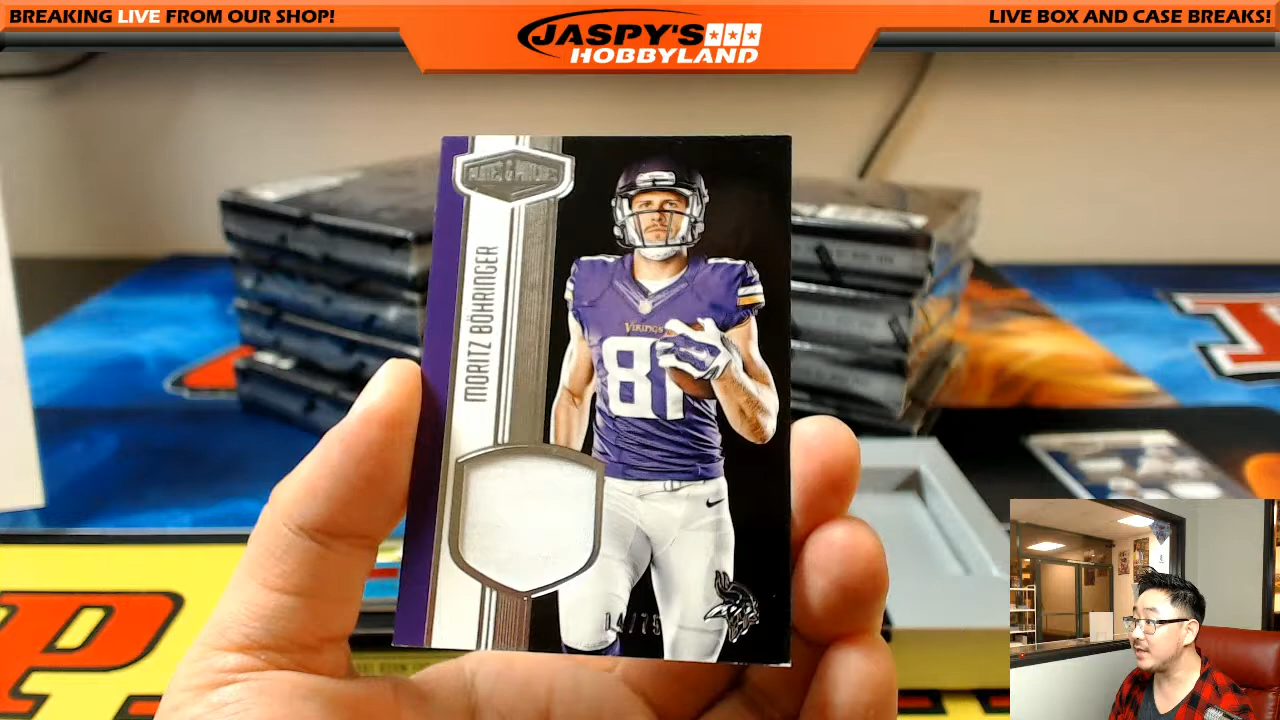 BREAKING LIVE FROM OUR SHOP!
JASPY'S
HOBBYLAND
LIVE BOX AND CASE BREAKS!
PLATES & PATCHES
MORITZ BÖHRINGER
VIKINGS
81
14/75